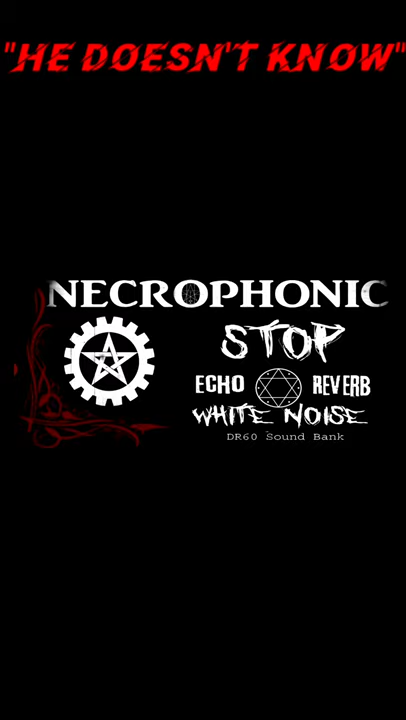 "HE DOESN'T KNOW"
NECROPHONIC
STOP
ECHO REVERB
WHITE NOISE
DR60 Sound Bank